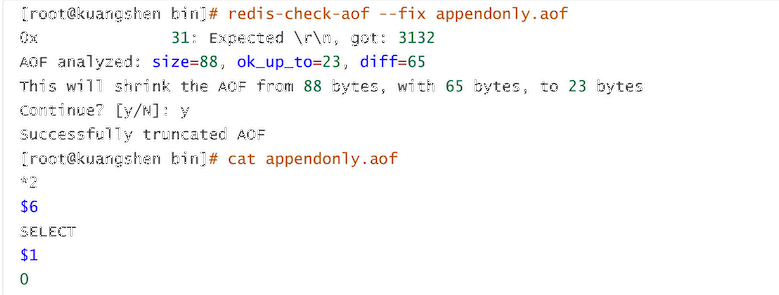 [root@kuangshen bin]# redis-check-aof --fix appendonly.aof
0x              31: Expected \r\n, got: 3132
AOF analyzed: size=88, ok_up_to=23, diff=65
This will shrink the AOF from 88 bytes, with 65 bytes, to 23 bytes
Continue? [y/N]: y
Successfully truncated AOF
[root@kuangshen bin]# cat appendonly.aof
*2
$6
SELECT
$1
0